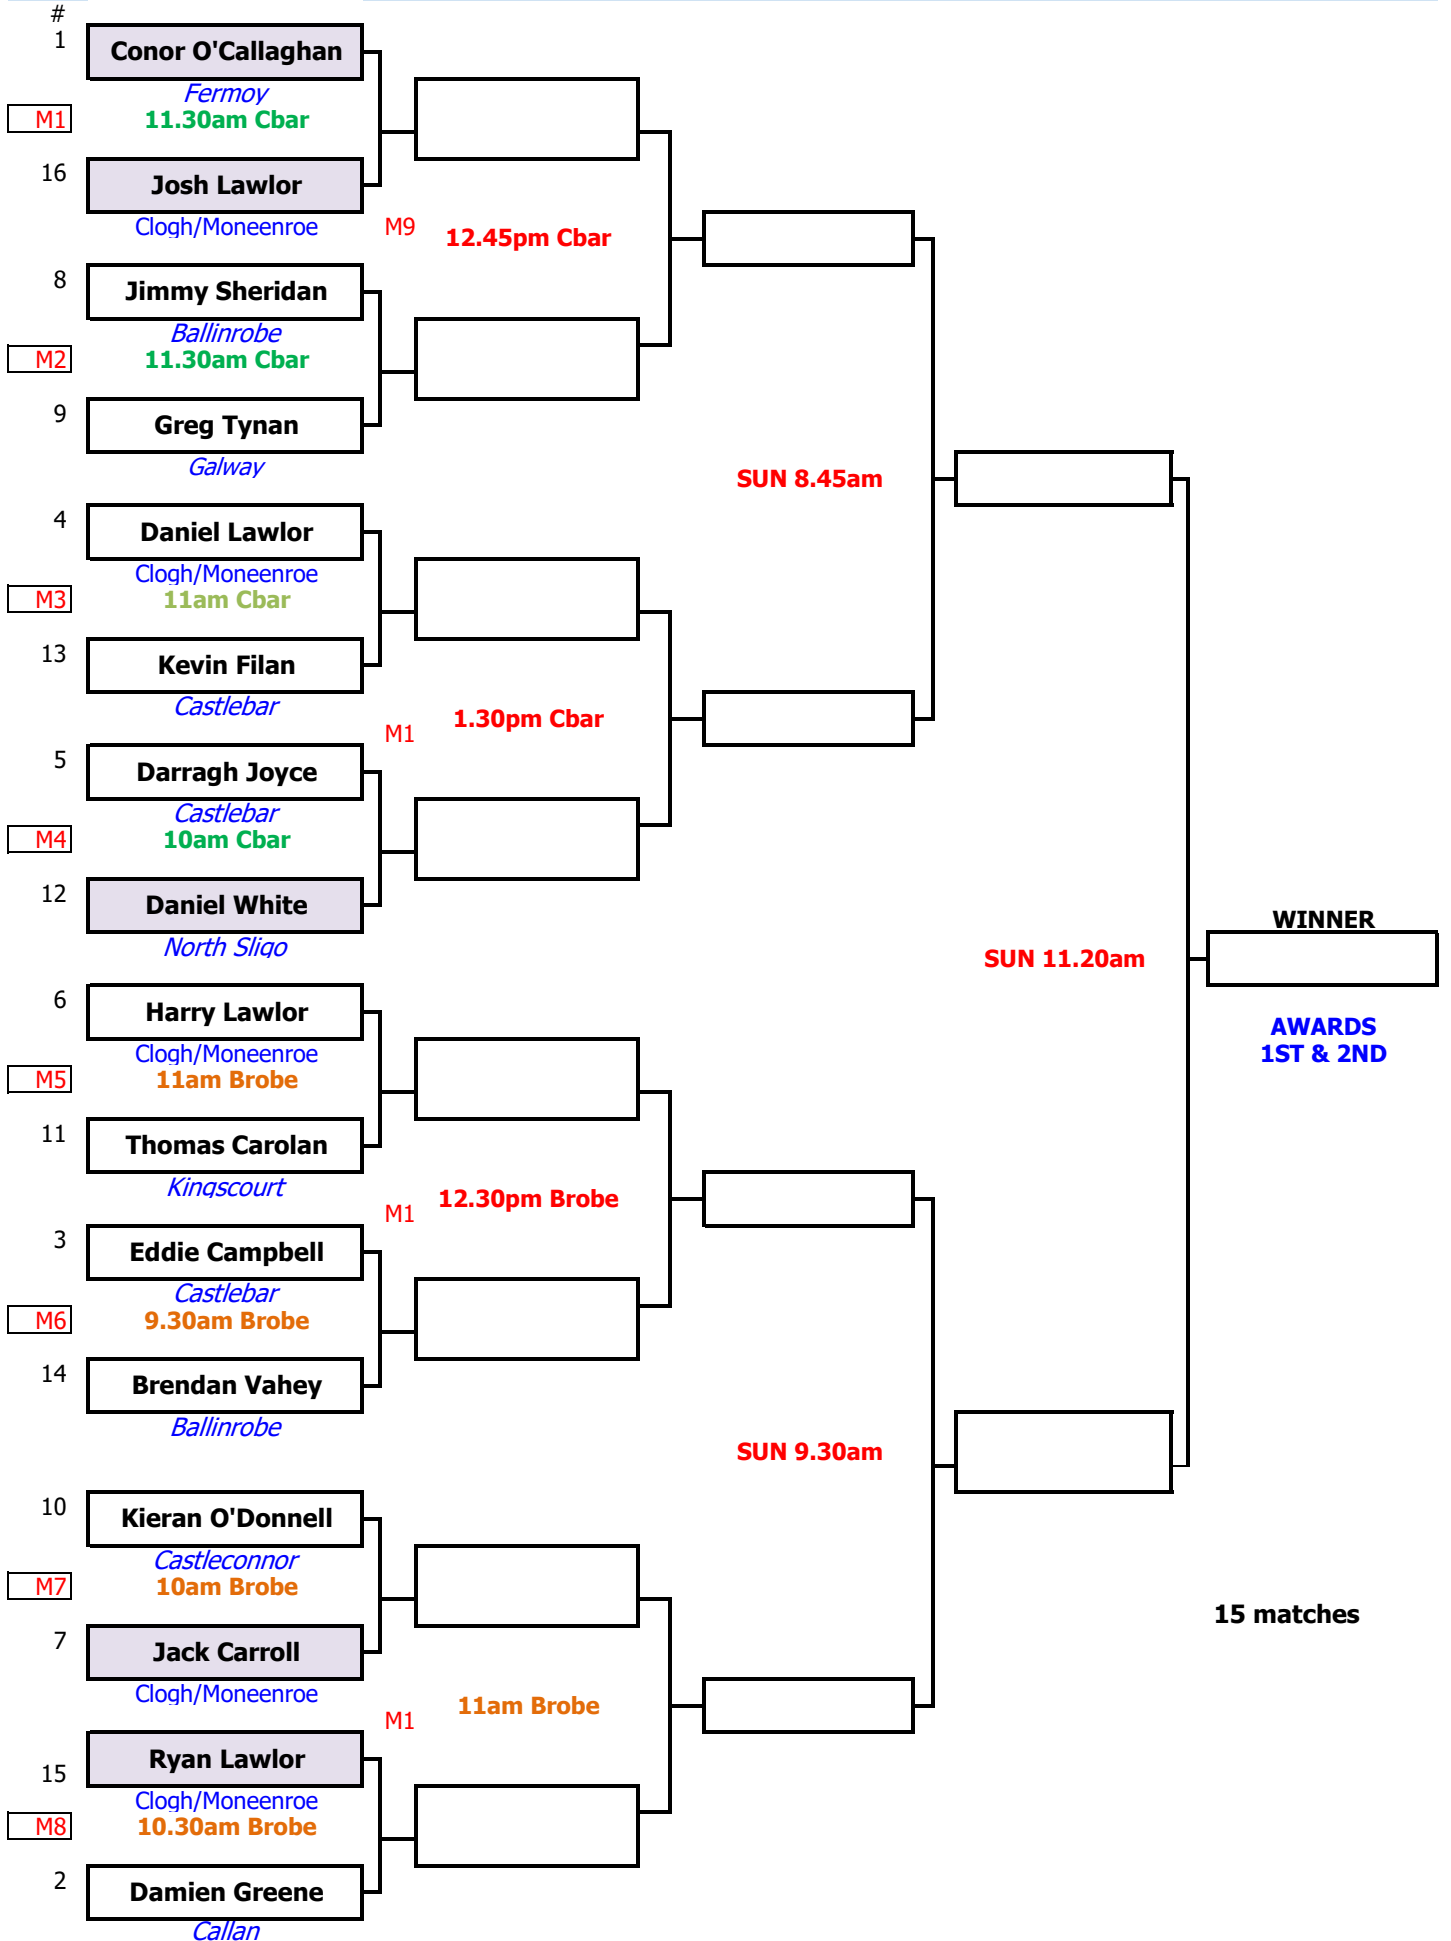 #
1
Conor O'Callaghan
Fermoy
M1
11.30am Cbar
16
Josh Lawlor
Clogh/Moneenroe
M9
12.45pm Cbar
8
Jimmy Sheridan
Ballinrobe
M2
11.30am Cbar
9
Greg Tynan
Galway
SUN 8.45am
4
Daniel Lawlor
Clogh/Moneenroe
M3
11am Cbar
13
Kevin Filan
Castlebar
M1
1.30pm Cbar
5
Darragh Joyce
Castlebar
M4
10am Cbar
12
Daniel White
North Sligo
WINNER
SUN 11.20am
6
Harry Lawlor
Clogh/Moneenroe
AWARDS
1ST & 2ND
M5
11am Brobe
11
Thomas Carolan
Kingscourt
M1
12.30pm Brobe
3
Eddie Campbell
Castlebar
M6
9.30am Brobe
14
Brendan Vahey
Ballinrobe
SUN 9.30am
10
Kieran O'Donnell
Castleconnor
M7
10am Brobe
15 matches
7
Jack Carroll
Clogh/Moneenroe
M1
11am Brobe
Ryan Lawlor
15
Clogh/Moneenroe
M8
10.30am Brobe
2
Damien Greene
Callan